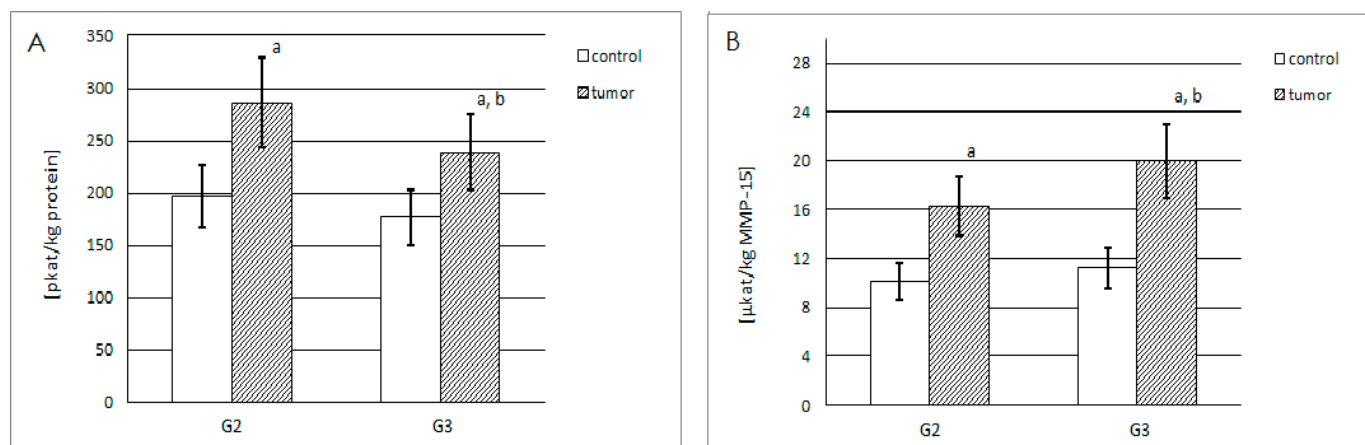 A
[pkat/kg protein]
350
300
250
200
150
100
50
0
a
a, b
G2
G3
control
tumor
B
[µkat/kg MMP-15]
28
24
20
16
12
8
4
0
a
a, b
G2
G3
control
tumor